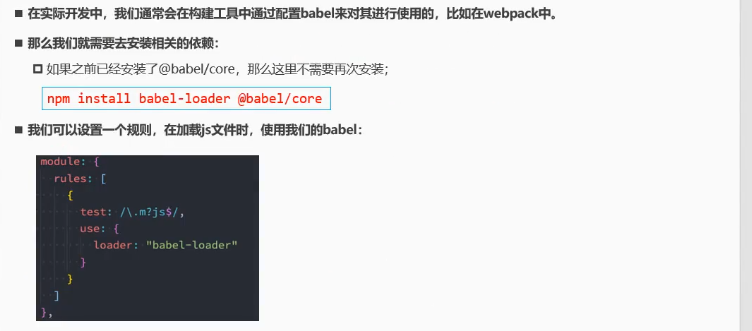 在实际开发中，我们通常会在构建工具中通过配置babel来对其进行使用的，比如在webpack中。
那么我们就需要去安装相关的依赖：
如果之前已经安装了@babel/core，那么这里不需要再次安装；
npm install babel-loader @babel/core
我们可以设置一个规则，在加载js文件时，使用我们的babel：
module: {
rules: [
{
test: /\.m?js$/,
use: {
loader: "babel-loader"
}
}
]
},